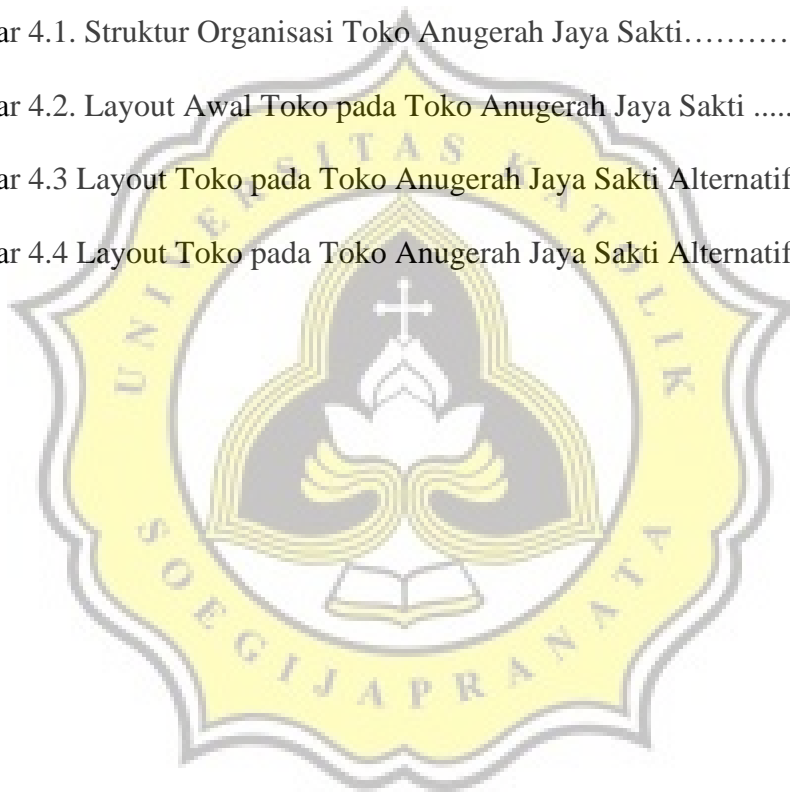 ar 4.1. Struktur Organisasi Toko Anugerah Jaya Sakti…………
ar 4.2. Layout Awal Toko pada Toko Anugerah Jaya Sakti .....
ar 4.3 Layout Toko pada Toko Anugerah Jaya Sakti Alternatif
ar 4.4 Layout Toko pada Toko Anugerah Jaya Sakti Alternatif
UNIVERSITAS KATOLIK
SOEGIJAPRANATA